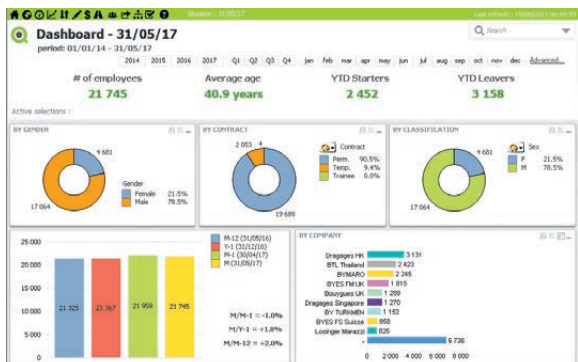 Situation : 31/05/17
Last refresh : 15/06/2017 06:44:55
Dashboard - 31/05/17
Search
period: 01/01/14 - 31/05/17
2014 2015 2016 2017 Q1 Q2 Q3 Q4 jan feb mar apr may jun jul aug sep oct nov dec Advanced...
# of employees Average age YTD Starters YTD Leavers
21 745 40.9 years 2 452 3 158
Active selections :
BY GENDER
4 681
17 064
Gender
Female 21.5%
Male 78.5%
BY CONTRACT
2 053 4
19 688
Contract
Perm. 90.5%
Temp. 9.4%
Trainee 0.0%
BY CLASSIFICATION
4 681
17 064
Sex
F 21.5%
M 78.5%
25 000
20 000
15 000
10 000
5 000
0
21 325 21 367 21 959 21 745
M-12 (31/05/16)
Y-1 (31/12/16)
M-1 (30/04/17)
M (31/05/17)
M/M-1 = -1.0%
M/Y-1 = +1.8%
M/M-12 = +2.0%
BY COMPANY
Dragages HK 3 131
BTL Thailand 2 423
BYMARO 2 245
BYES FM UK 1 815
Bouygues UK 1 289
Dragages Singapore 1 270
BY TURKMEN 1 152
BYES FS Suisse 858
Losinger Marazzi 826
- 6 736
0 2 000 4 000 6 000 8 000